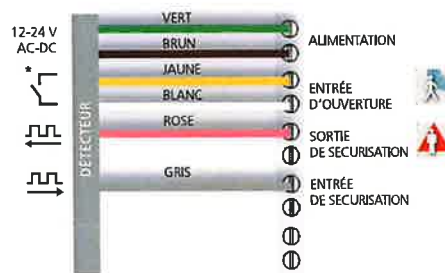 12-24 V
AC-DC
*
DÉTECTEUR
VERT
BRUN
JAUNE
BLANC
ROSE
GRIS
ALIMENTATION
ENTRÉE
D'OUVERTURE
SORTIE
DE SECURISATION
ENTRÉE
DE SECURISATION